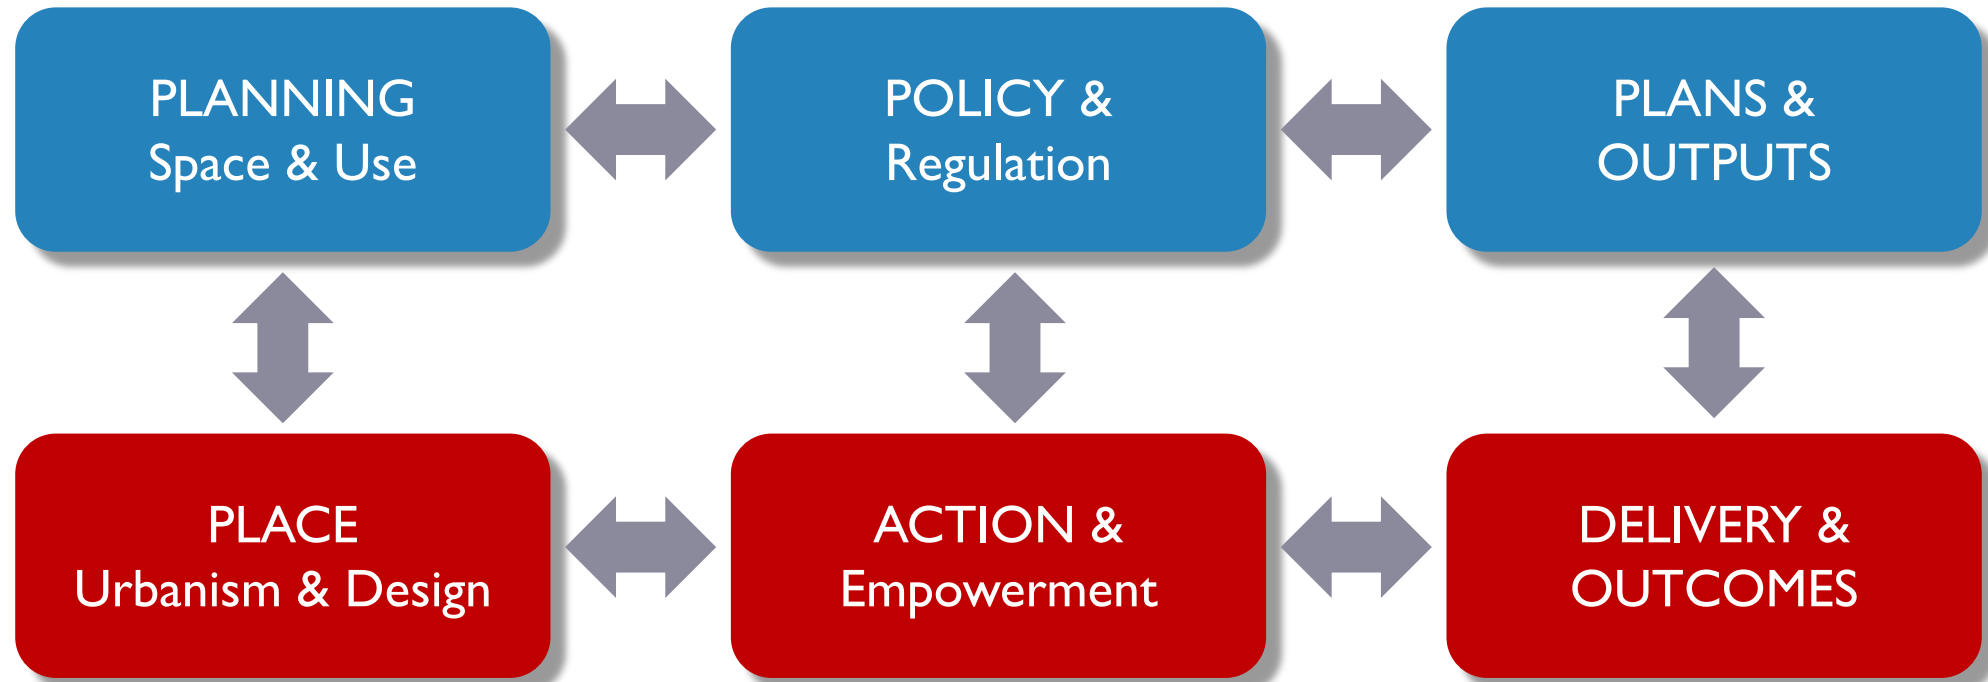 PLANNING
Space & Use
POLICY &
Regulation
PLANS &
OUTPUTS
PLACE
Urbanism & Design
ACTION &
Empowerment
DELIVERY &
OUTCOMES